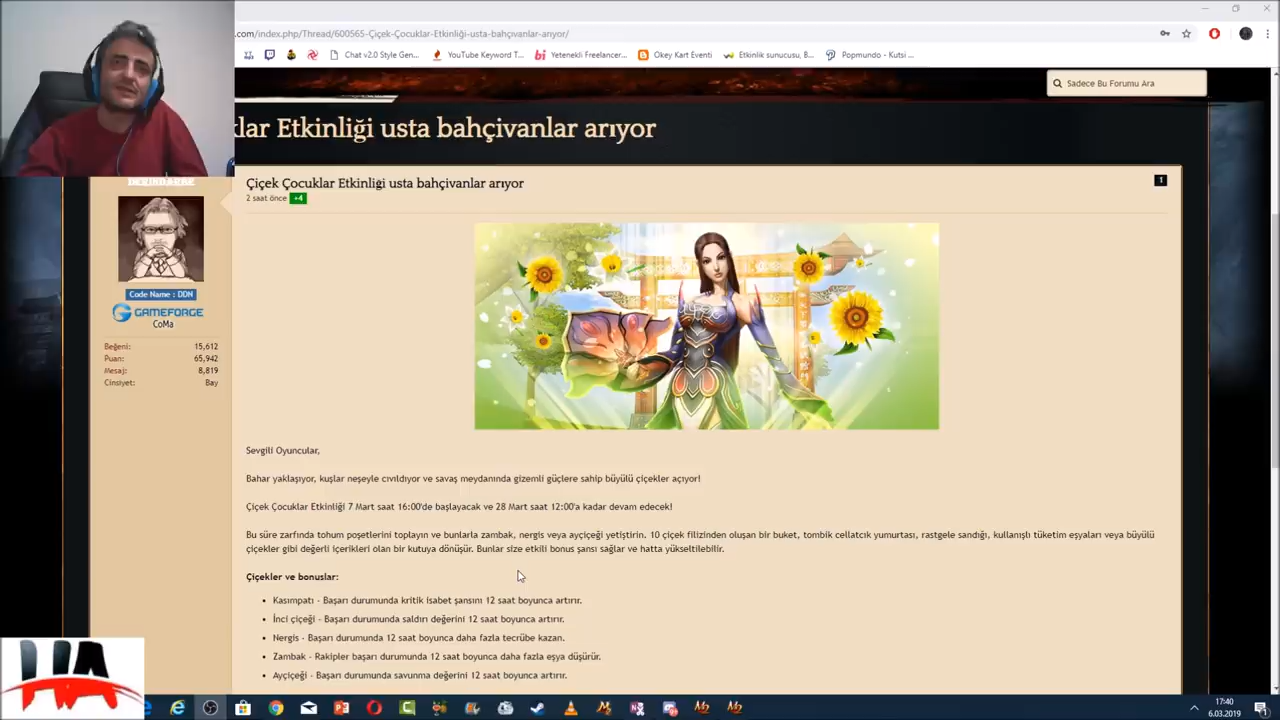 .com/index.php/Thread/600565-Çiçek-Çocuklar-Etkinliği-usta-bahçıvanlar-arıyor/
Chat v2.0 Style Gen... YouTube Keyword T... Yetenekli Freelancer... Okey Kart Eventi Etkinlik sunucusu, B... Popmundo - Kutsi ...
Sadece Bu Forumu Ara
klar Etkinliği usta bahçivanlar arıyor
Çiçek Çocuklar Etkinliği usta bahçivanlar arıyor
1
2 saat önce +4
Code Name : DDN
GAMEFORGE
CoMa
Beğeni: 15,612
Puan: 65,942
Mesaj: 8,819
Cinsiyet: Bay
Sevgili Oyuncular,
Bahar yaklaşıyor, kuşlar neşeyle cıvıldıyor ve savaş meydanında gizemli güçlere sahip büyülü çiçekler açıyor!
Çiçek Çocuklar Etkinliği 7 Mart saat 16:00'de başlayacak ve 28 Mart saat 12:00'a kadar devam edecek!
Bu süre zarfında tohum poşetlerini toplayın ve bunlarla zambak, nergis veya ayçiçeği yetiştirin. 10 çiçek filizinden oluşan bir buket, tombik cellatcık yumurtası, rastgele sandığı, kullanışlı tüketim eşyaları veya büyülü
çiçekler gibi değerli içerikleri olan bir kutuya dönüşür. Bunlar size etkili bonus şansı sağlar ve hatta yükseltilebilir.
Çiçekler ve bonuslar:
• Kasımpatı - Başarı durumunda kritik isabet şansını 12 saat boyunca artırır.
• İnci çiçeği - Başarı durumunda saldırı değerini 12 saat boyunca artırır.
• Nergis - Başarı durumunda 12 saat boyunca daha fazla tecrübe kazan.
• Zambak - Rakipler başarı durumunda 12 saat boyunca daha fazla eşya düşürür.
• Ayçiçeği - Başarı durumunda savunma değerini 12 saat boyunca artırır.
17:40
6.03.2019